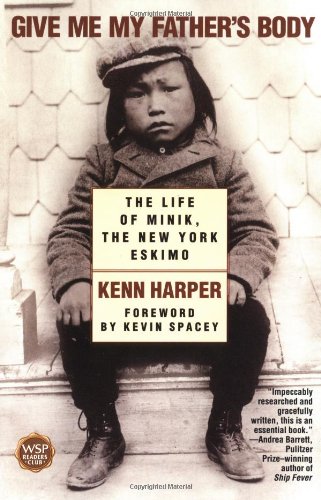 GIVE ME MY FATHER'S BODY
THE LIFE
OF MINIK,
THE NEW YORK
ESKIMO
KENN HARPER
FOREWORD
BY KEVIN SPACEY
"Impeccably
researched and
gracefully
written, this is
an essential
book."
—Andrea Barrett,
Pulitzer
Prize–winning
author of
Ship Fever
WSP
READERS
CLUB
Copyrighted Material